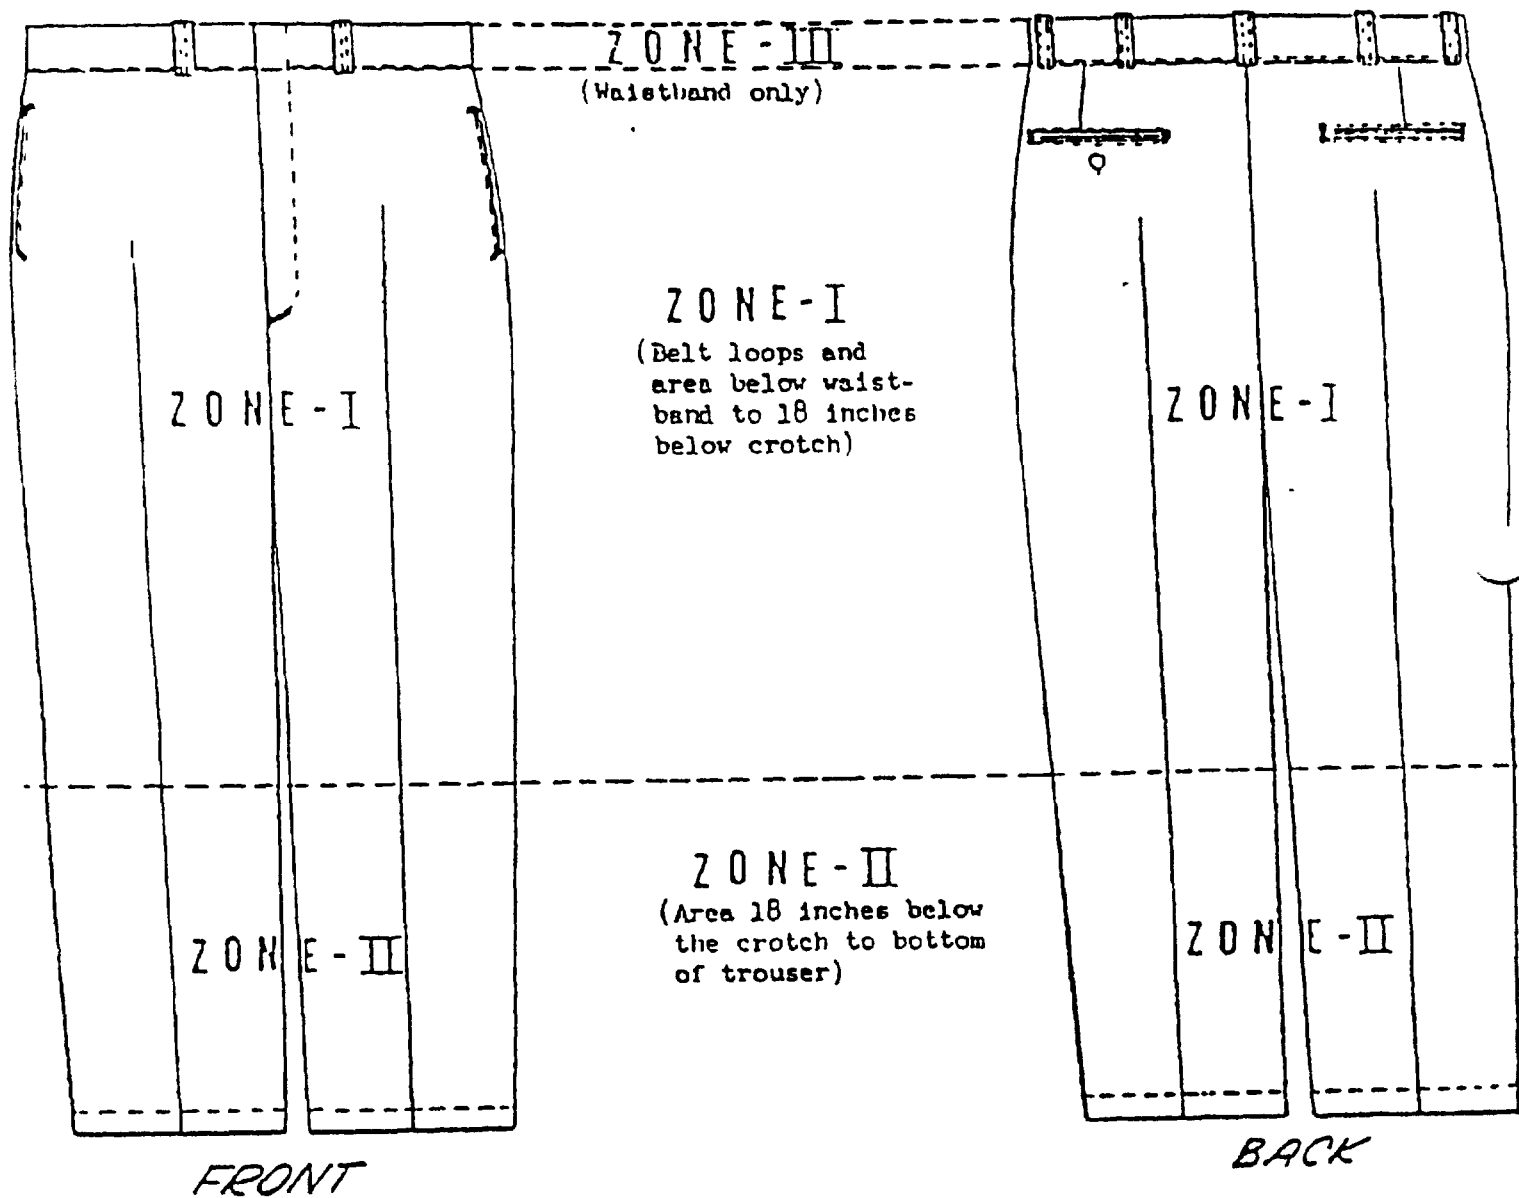 ZONE-III
(Waistband only)
ZONE-I
(Belt loops and
area below waist-
band to 18 inches
below crotch)
ZONE-I
ZONE-I
ZONE-II
(Area 18 inches below
the crotch to bottom
of trouser)
ZONE-II
ZONE-II
FRONT
BACK